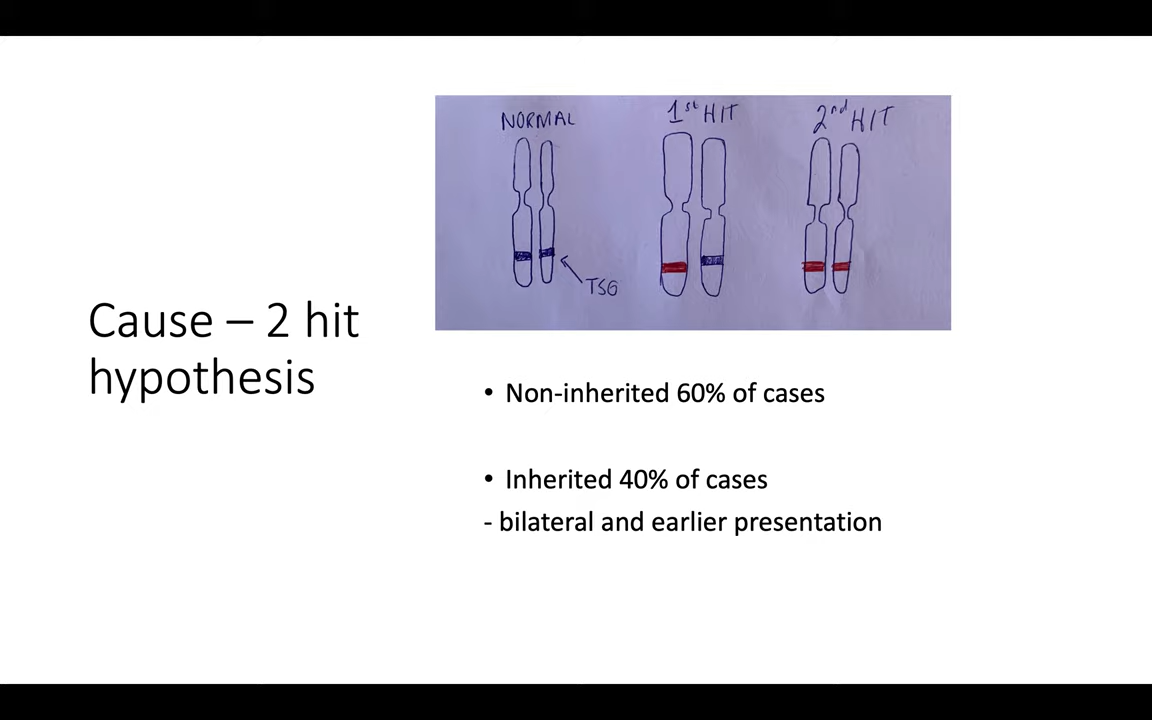 NORMAL
1st HIT
2nd HIT
TSG
Cause – 2 hit
hypothesis
• Non-inherited 60% of cases
• Inherited 40% of cases
- bilateral and earlier presentation